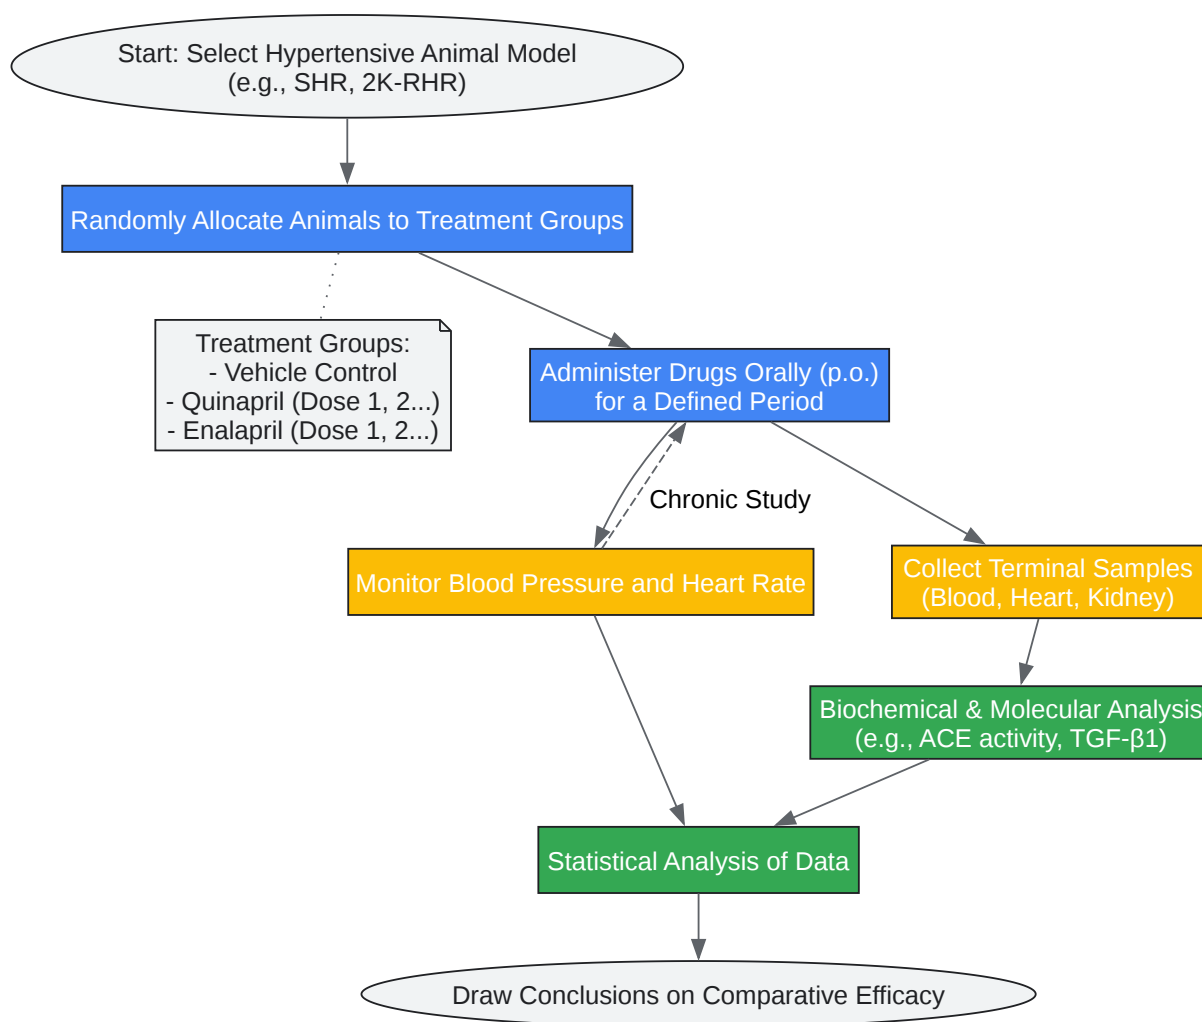 Start: Select Hypertensive Animal Model
(e.g., SHR, 2K-RHR)
Randomly Allocate Animals to Treatment Groups
Treatment Groups:
- Vehicle Control
- Quinapril (Dose 1, 2...)
- Enalapril (Dose 1, 2...)
Administer Drugs Orally (p.o.)
for a Defined Period
Chronic Study
Monitor Blood Pressure and Heart Rate
Collect Terminal Samples
(Blood, Heart, Kidney)
Biochemical & Molecular Analysis
(e.g., ACE activity, TGF-β1)
Statistical Analysis of Data
Draw Conclusions on Comparative Efficacy